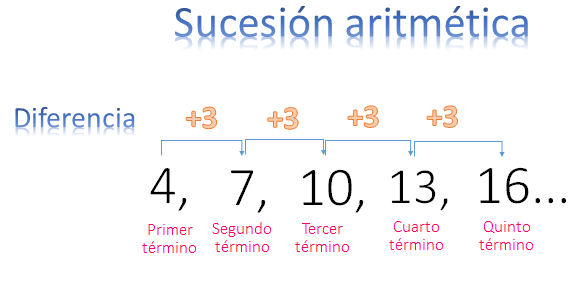 Sucesión aritmética
Diferencia +3 +3 +3 +3
4, 7, 10, 13, 16...
Primer Segundo Tercer Cuarto Quinto
término término término término término